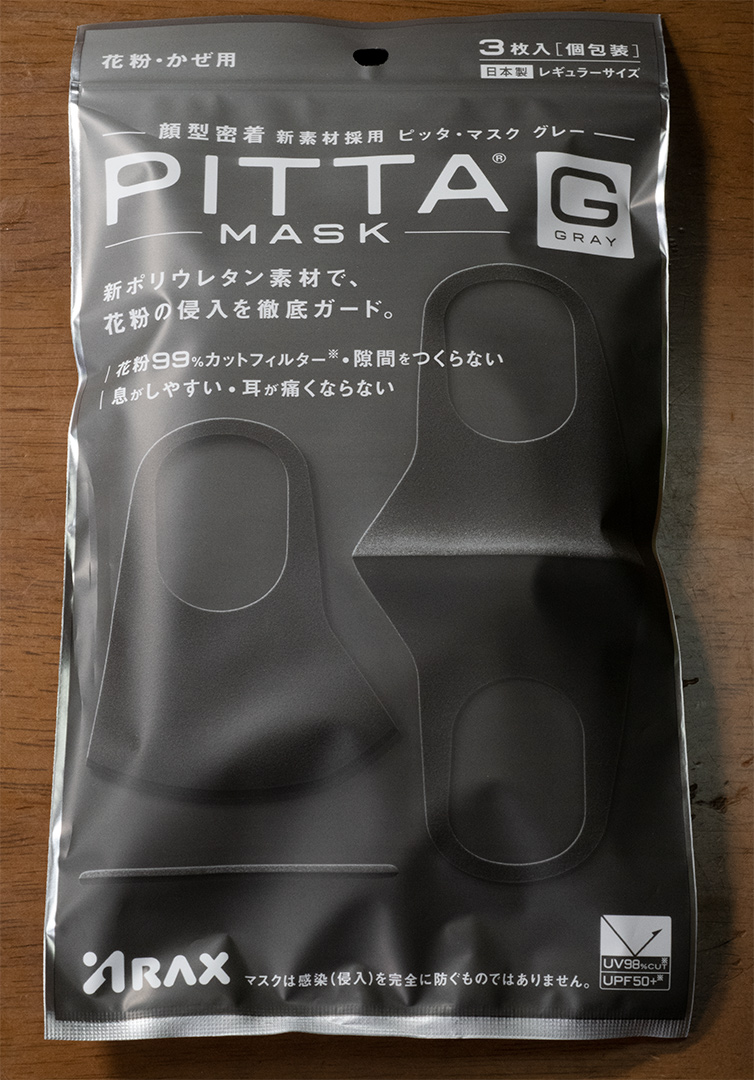 花粉・かぜ用
3枚入[個包装]
日本製 レギュラーサイズ
顔型密着 新素材採用 ピッタ・マスク グレー
PITTA®
MASK
G
GRAY
新ポリウレタン素材で、
花粉の侵入を徹底ガード。
/花粉99%カットフィルター※・隙間をつくらない
/息がしやすい・耳が痛くならない
ARAX
マスクは感染(侵入)を完全に防ぐものではありません。
UV98%CUT※
UPF50+※